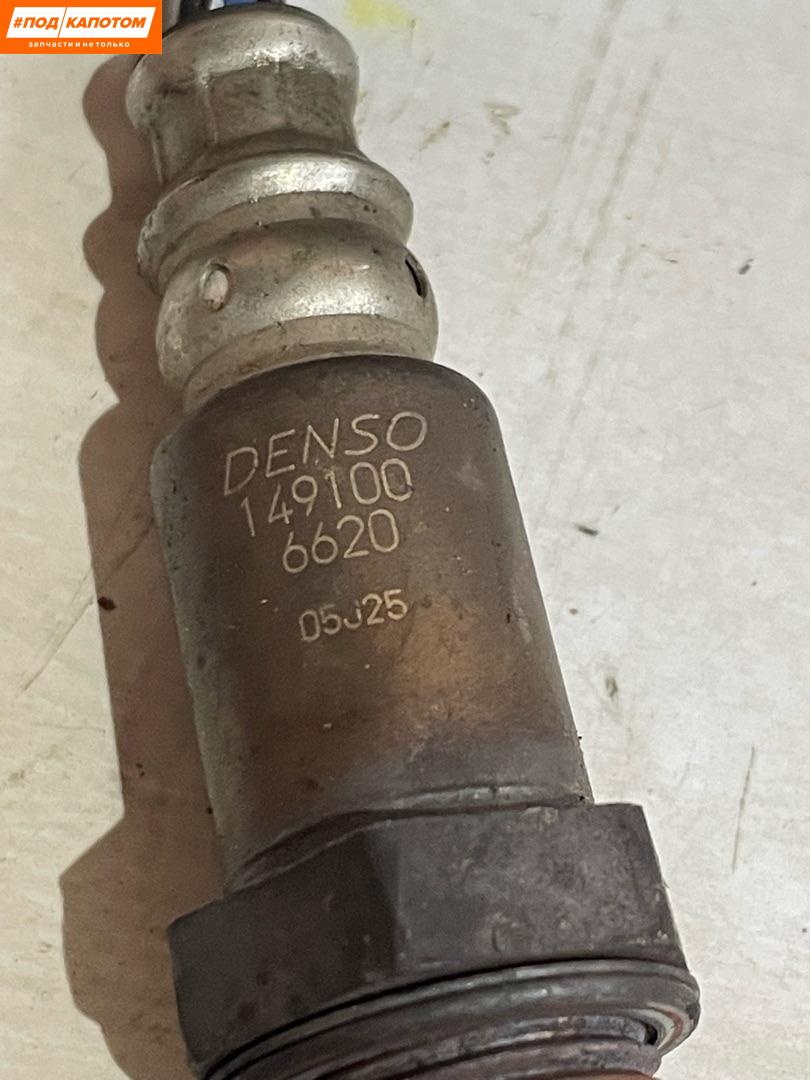 #ПОД КАПОТОМ
запчасти и не только
DENSO
149100
6620
05J25